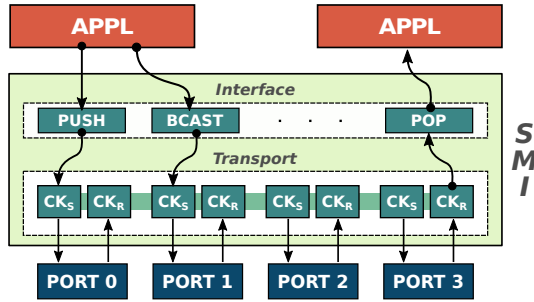 APPL APPL
Interface
PUSH BCAST . . . POP
Transport
CKS CKR CKS CKR CKS CKR CKS CKR
PORT 0 PORT 1 PORT 2 PORT 3
S
M
I